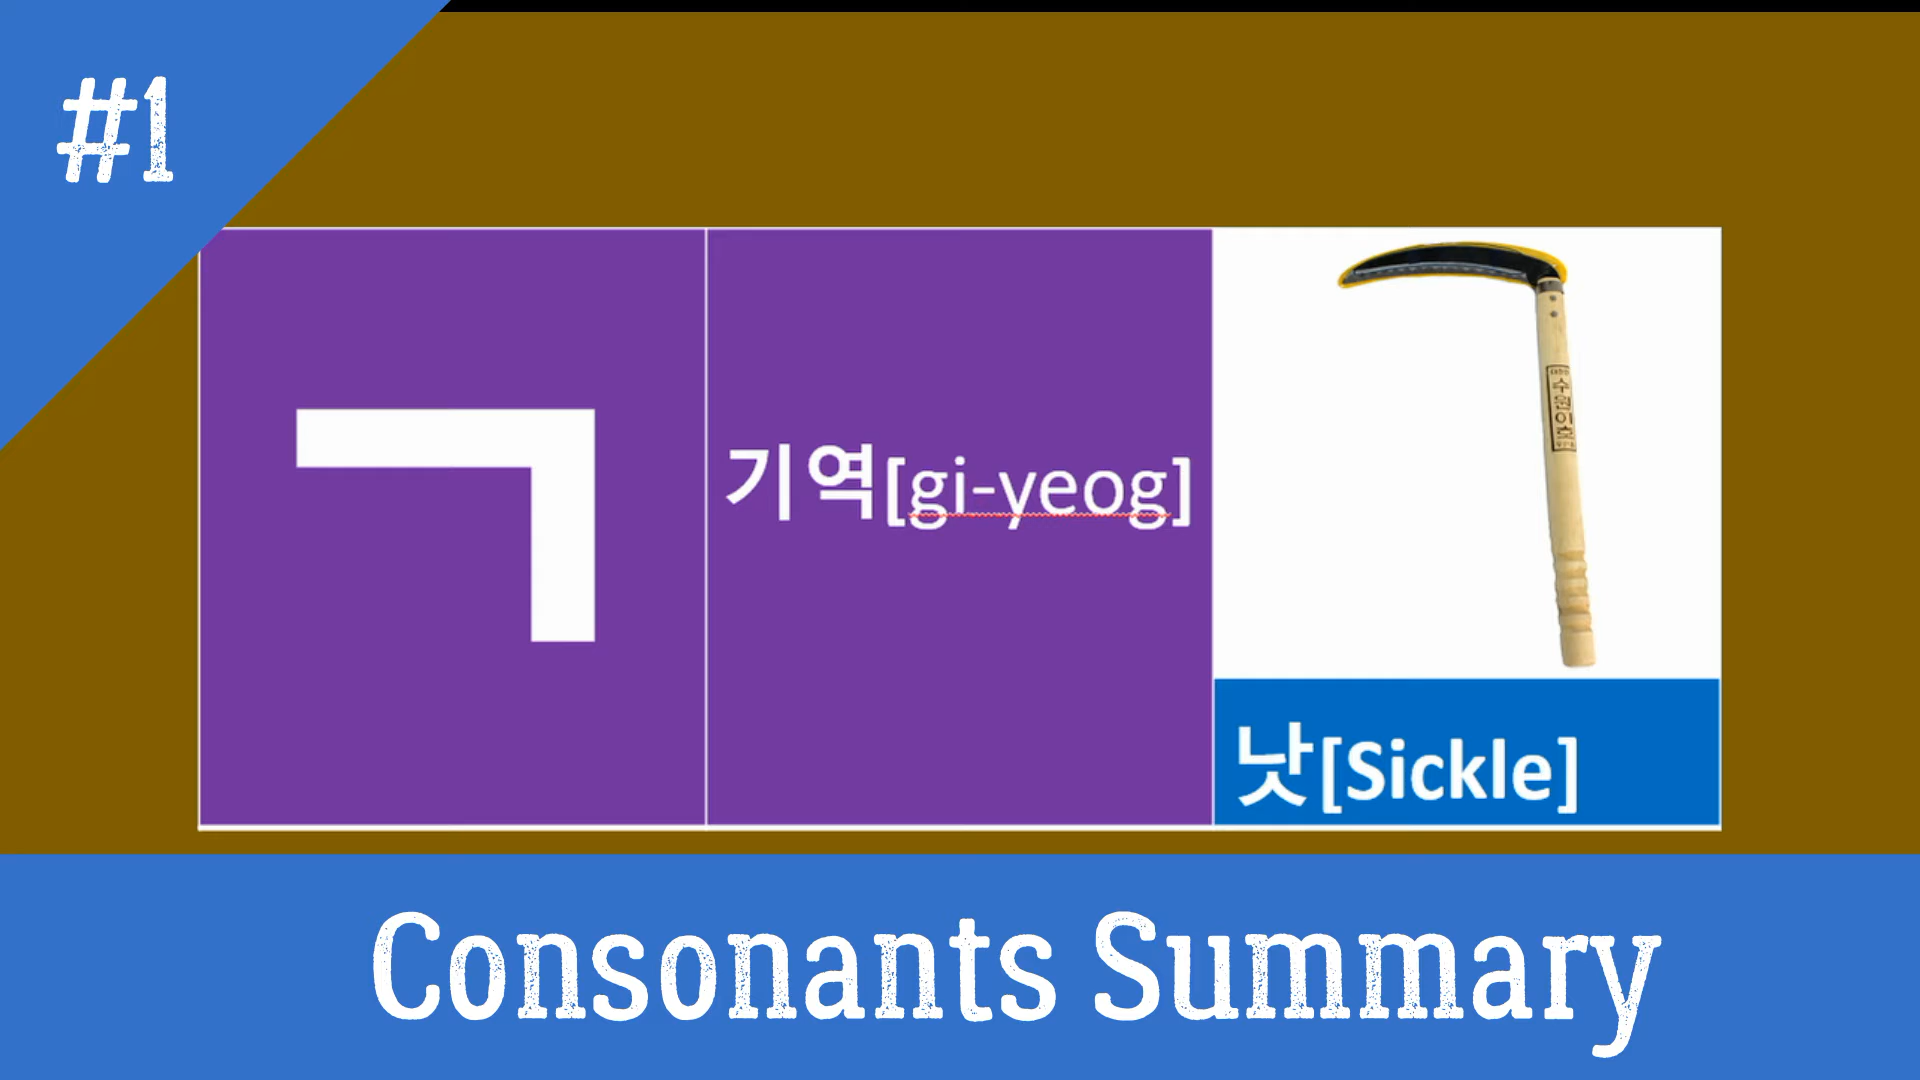 #1
ㄱ
기역[gi-yeog]
낫[Sickle]
Consonants Summary